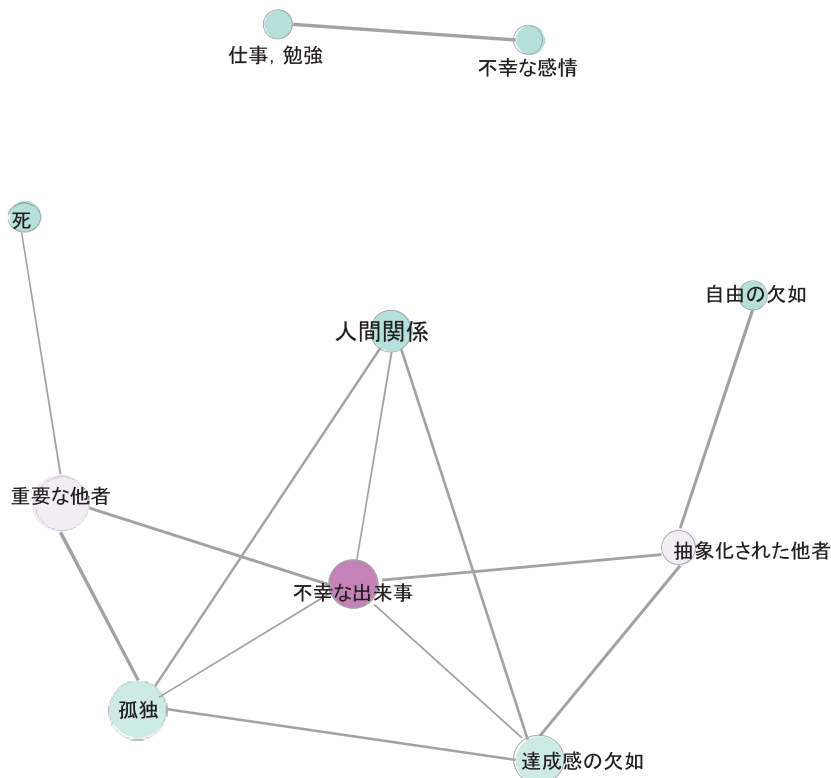 仕事，勉強
不幸な感情
死
自由の欠如
人間関係
重要な他者
抽象化された他者
不幸な出来事
孤独
達成感の欠如